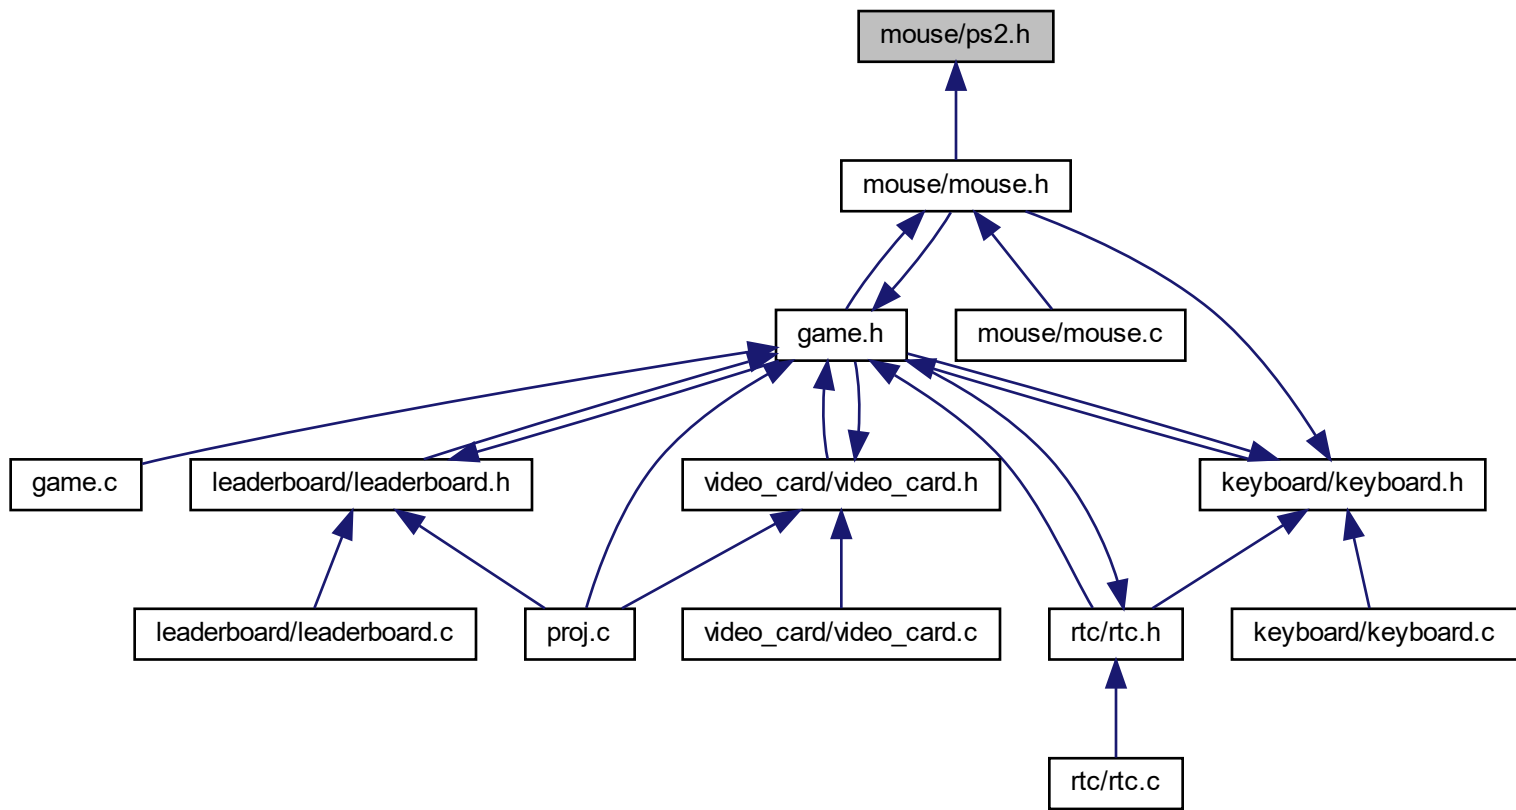 mouse/ps2.h
mouse/mouse.h
game.h
mouse/mouse.c
game.c
leaderboard/leaderboard.h
video_card/video_card.h
keyboard/keyboard.h
leaderboard/leaderboard.c
proj.c
video_card/video_card.c
rtc/rtc.h
keyboard/keyboard.c
rtc/rtc.c